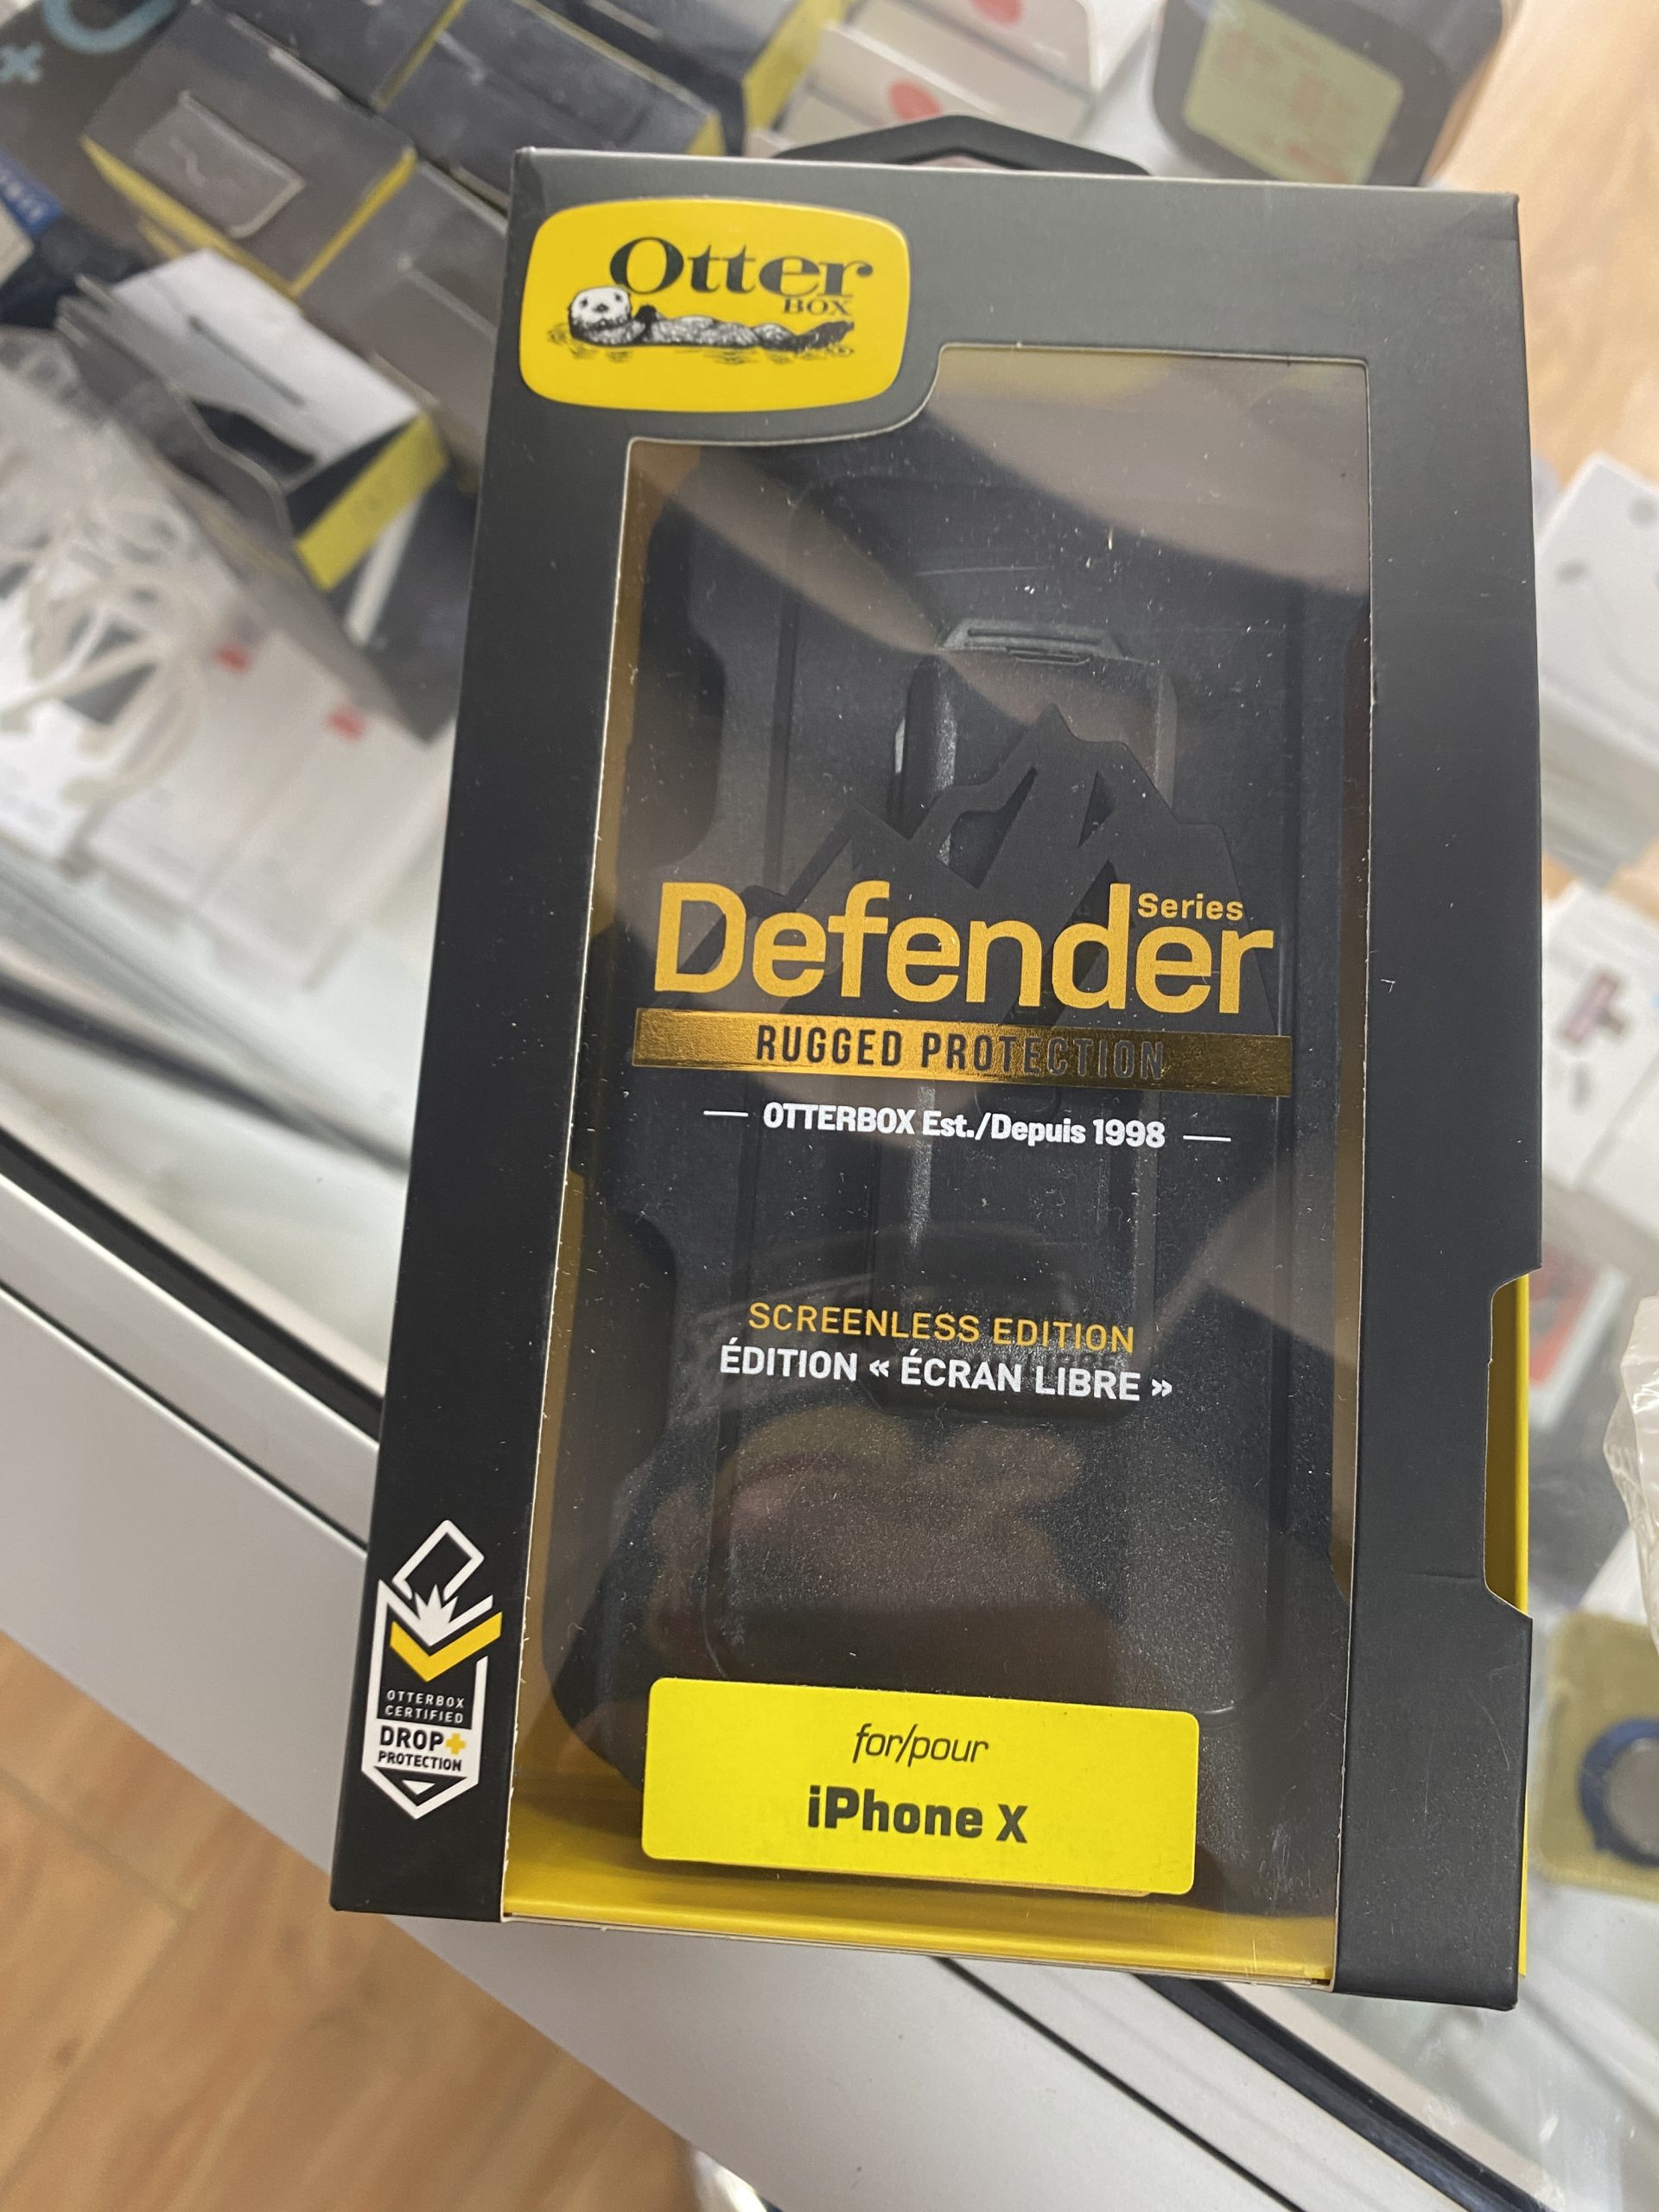 Otter
BOX
Defender Series
RUGGED PROTECTION
OTTERBOX Est./Depuis 1998
SCREENLESS EDITION
ÉDITION « ÉCRAN LIBRE »
OTTERBOX
CERTIFIED
DROP+
PROTECTION
for/pour
iPhone X